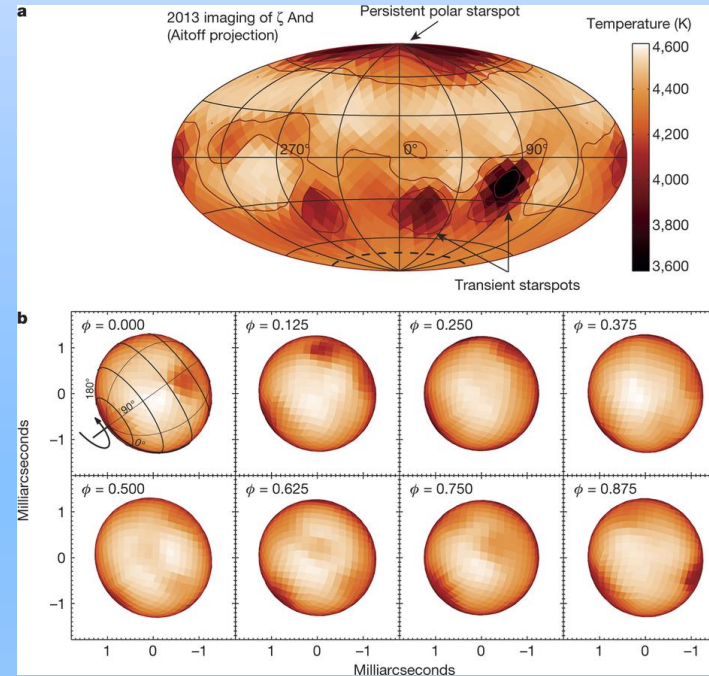 a
2013 imaging of ζ And
(Aitoff projection)
Persistent polar starspot
Temperature (K)
4,600
4,400
4,200
4,000
3,800
3,600
270°
0°
90°
Transient starspots
b
ϕ = 0.000
ϕ = 0.125
ϕ = 0.250
ϕ = 0.375
180°
90°
0°
1
0
−1
ϕ = 0.500
ϕ = 0.625
ϕ = 0.750
ϕ = 0.875
1
0
−1
Milliarcseconds
1 0 −1 1 0 −1 1 0 −1 1 0 −1
Milliarcseconds